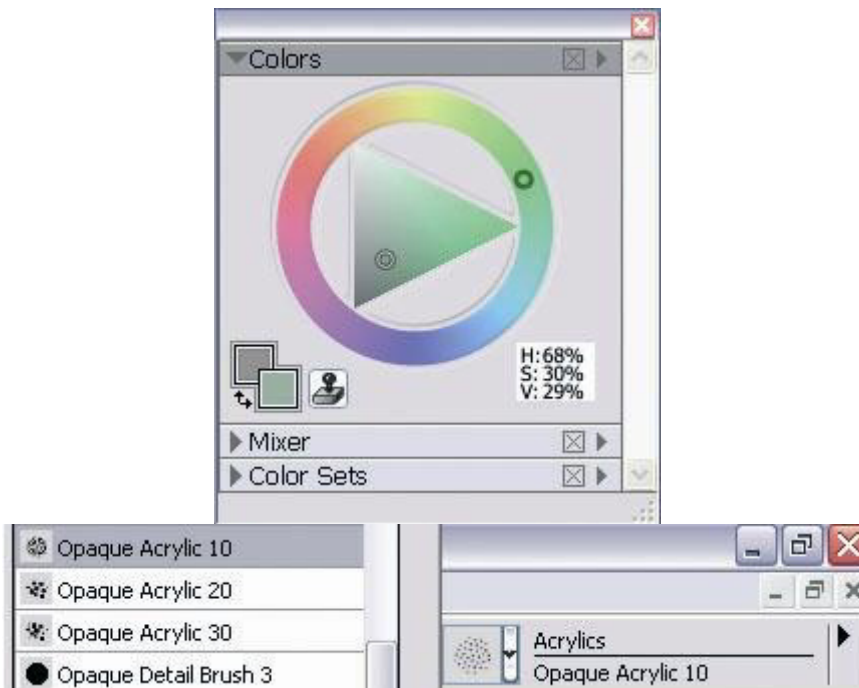 Colors
H:68%
S: 30%
V: 29%
Mixer
Color Sets
Opaque Acrylic 10
Opaque Acrylic 20
Opaque Acrylic 30
Opaque Detail Brush 3
Acrylics
Opaque Acrylic 10